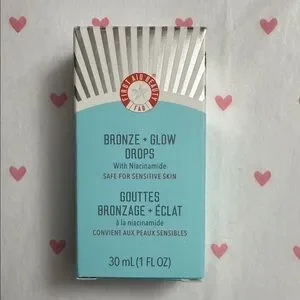 FIRST AID BEAUTY
FAB
BRONZE + GLOW
DROPS
With Niacinamide
SAFE FOR SENSITIVE SKIN
GOUTTES
BRONZAGE + ÉCLAT
à la niacinamide
CONVIENT AUX PEAUX SENSIBLES
30 mL (1 FL OZ)